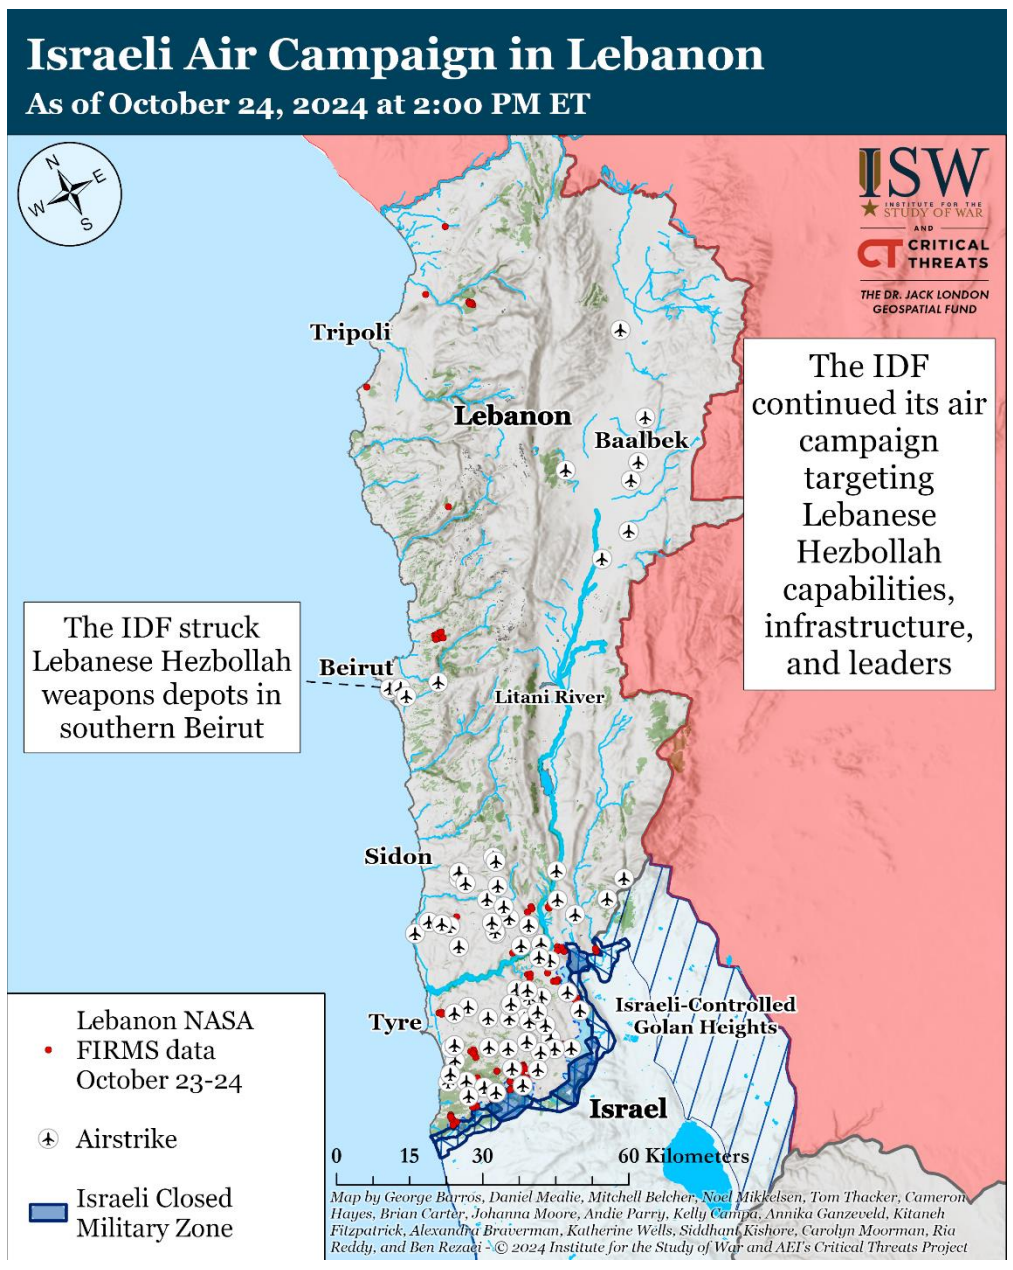 Israeli Air Campaign in Lebanon
As of October 24, 2024 at 2:00 PM ET
N
E
W
S
ISW
INSTITUTE FOR THE
STUDY OF WAR
AND
CT CRITICAL
THREATS
THE DR. JACK LONDON
GEOSPATIAL FUND
Tripoli
Lebanon
Baalbek
The IDF
continued its air
campaign
targeting
Lebanese
Hezbollah
capabilities,
infrastructure,
and leaders
The IDF struck
Lebanese Hezbollah
weapons depots in
southern Beirut
Beirut
Litani River
Sidon
Tyre
Israeli-Controlled
Golan Heights
Israel
Lebanon NASA
FIRMS data
October 23-24
Airstrike
Israeli Closed
Military Zone
0 15 30 60 Kilometers
Map by George Barros, Daniel Mealie, Mitchell Belcher, Noel Mikkelsen, Tom Thacker, Cameron
Hayes, Brian Carter, Johanna Moore, Andie Parry, Kelly Campa, Annika Ganzeveld, Kitaneh
Fitzpatrick, Alexandra Braverman, Katherine Wells, Siddhant Kishore, Carolyn Moorman, Ria
Reddy, and Ben Rezaei - © 2024 Institute for the Study of War and AEI's Critical Threats Project